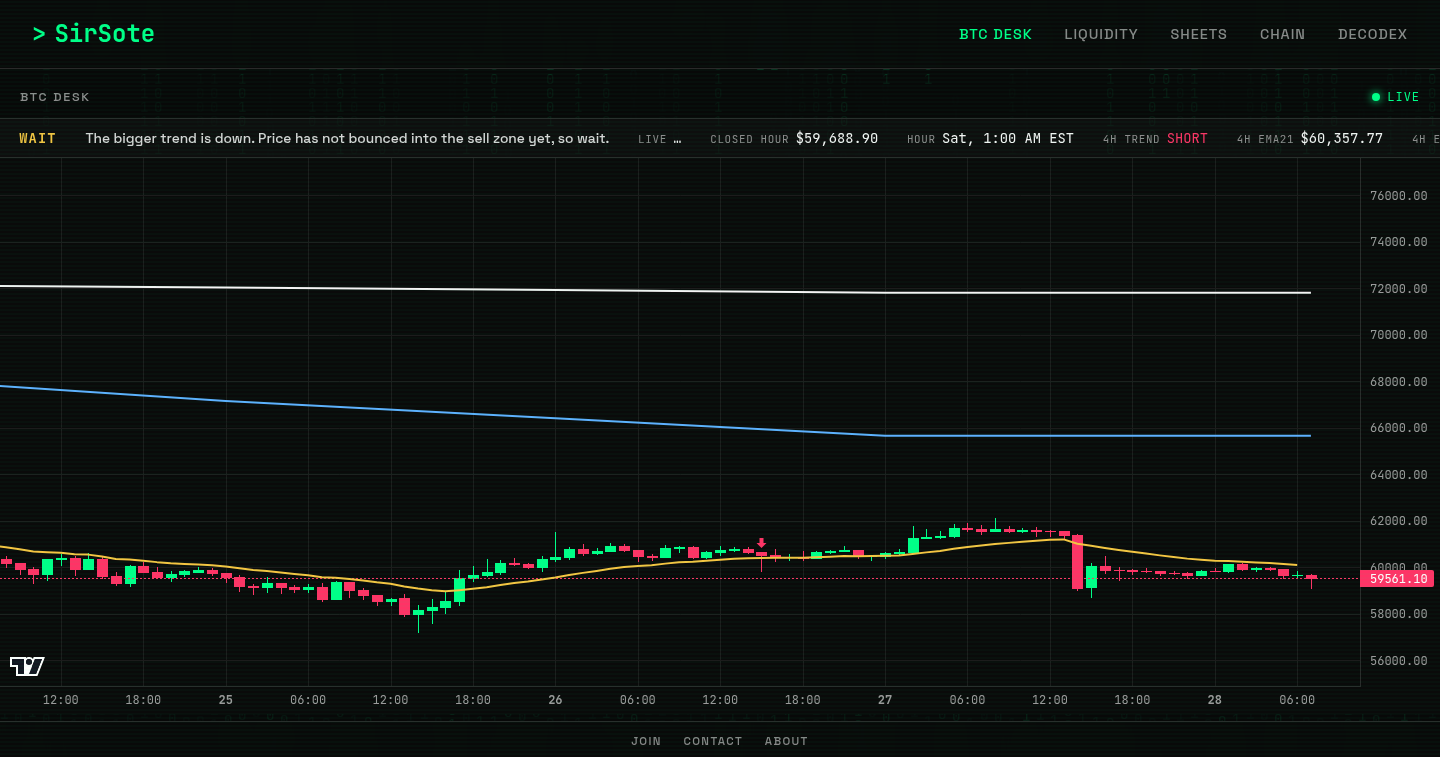 > SirSote
BTC DESK LIQUIDITY SHEETS CHAIN DECODEX
BTC DESK
LIVE
WAIT The bigger trend is down. Price has not bounced into the sell zone yet, so wait. LIVE … CLOSED HOUR $59,688.90 HOUR Sat, 1:00 AM EST 4H TREND SHORT 4H EMA21 $60,357.77 4H E
76000.00
74000.00
72000.00
70000.00
68000.00
66000.00
64000.00
62000.00
60000.00
59561.10
58000.00
56000.00
12:00 18:00 25 06:00 12:00 18:00 26 06:00 12:00 18:00 27 06:00 12:00 18:00 28 06:00
JOIN CONTACT ABOUT